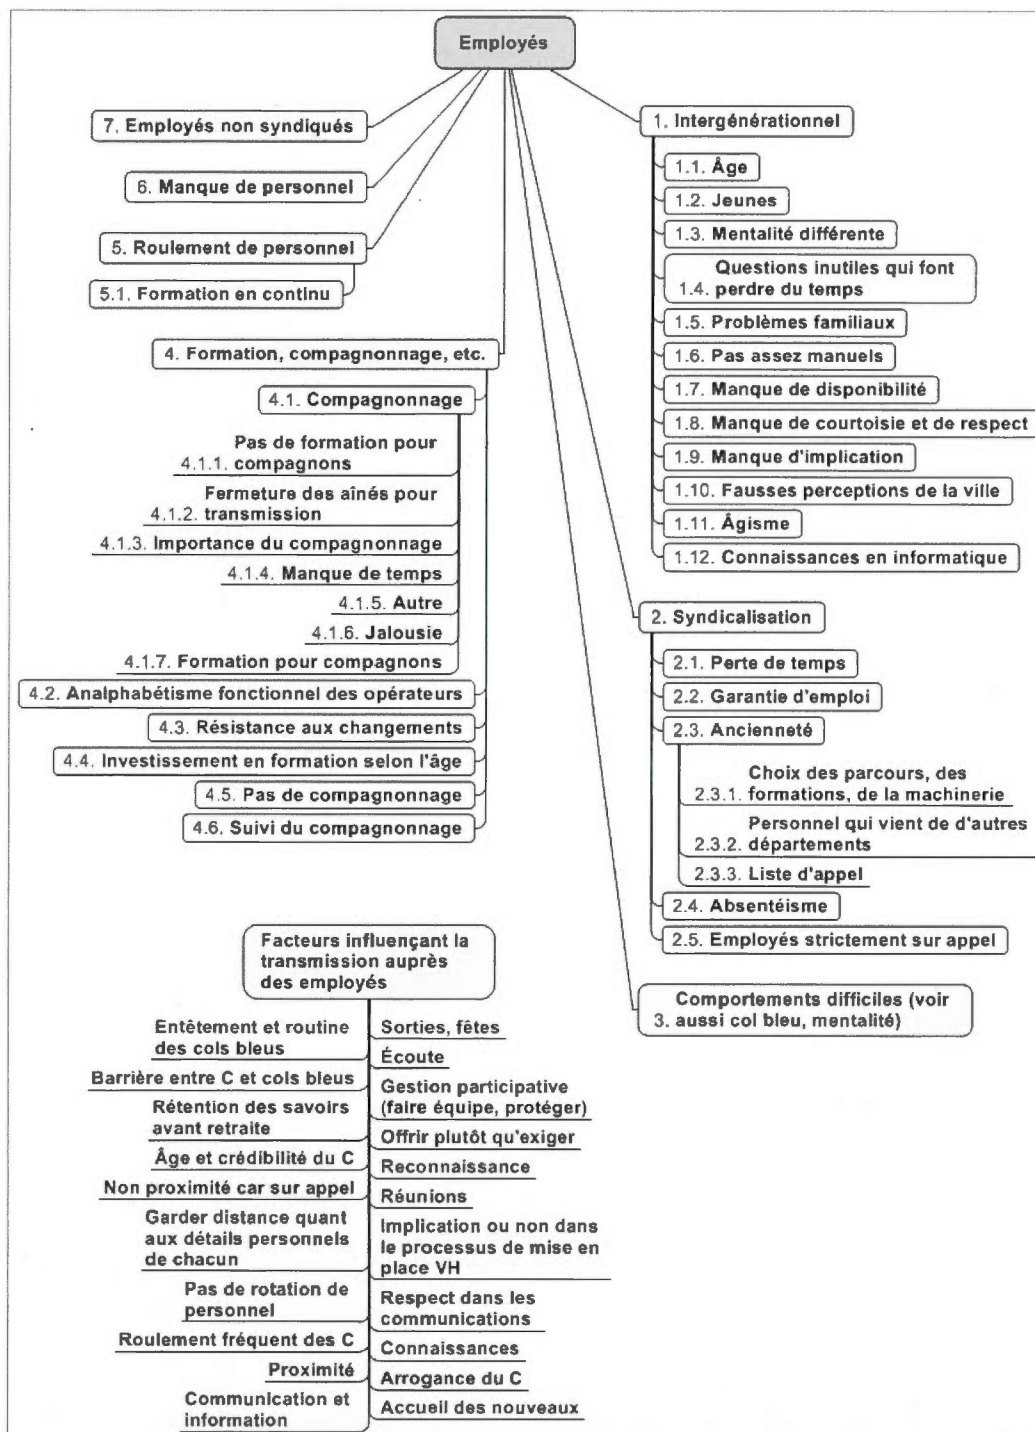 Employés
7. Employés non syndiqués
6. Manque de personnel
5. Roulement de personnel
5.1. Formation en continu
4. Formation, compagnonnage, etc.
4.1. Compagnonnage
Pas de formation pour
4.1.1. compagnons
Fermeture des aînés pour
4.1.2. transmission
4.1.3. Importance du compagnonnage
4.1.4. Manque de temps
4.1.5. Autre
4.1.6. Jalousie
4.1.7. Formation pour compagnons
4.2. Analphabétisme fonctionnel des opérateurs
4.3. Résistance aux changements
4.4. Investissement en formation selon l'âge
4.5. Pas de compagnonnage
4.6. Suivi du compagnonnage
1. Intergénérationnel
1.1. Âge
1.2. Jeunes
1.3. Mentalité différente
Questions inutiles qui font
1.4. perdre du temps
1.5. Problèmes familiaux
1.6. Pas assez manuels
1.7. Manque de disponibilité
1.8. Manque de courtoisie et de respect
1.9. Manque d'implication
1.10. Fausses perceptions de la ville
1.11. Âgisme
1.12. Connaissances en informatique
2. Syndicalisation
2.1. Perte de temps
2.2. Garantie d'emploi
2.3. Ancienneté
Choix des parcours, des
2.3.1. formations, de la machinerie
Personnel qui vient de d'autres
2.3.2. départements
2.3.3. Liste d'appel
2.4. Absentéisme
2.5. Employés strictement sur appel
Comportements difficiles (voir
3. aussi col bleu, mentalité)
Facteurs influençant la
transmission auprès
des employés
Entêtement et routine
des cols bleus
Barrière entre C et cols bleus
Rétention des savoirs
avant retraite
Âge et crédibilité du C
Non proximité car sur appel
Garder distance quant
aux détails personnels
de chacun
Pas de rotation de
personnel
Roulement fréquent des C
Proximité
Communication et
information
Sorties, fêtes
Écoute
Gestion participative
(faire équipe, protéger)
Offrir plutôt qu'exiger
Reconnaissance
Réunions
Implication ou non dans
le processus de mise en
place VH
Respect dans les
communications
Connaissances
Arrogance du C
Accueil des nouveaux